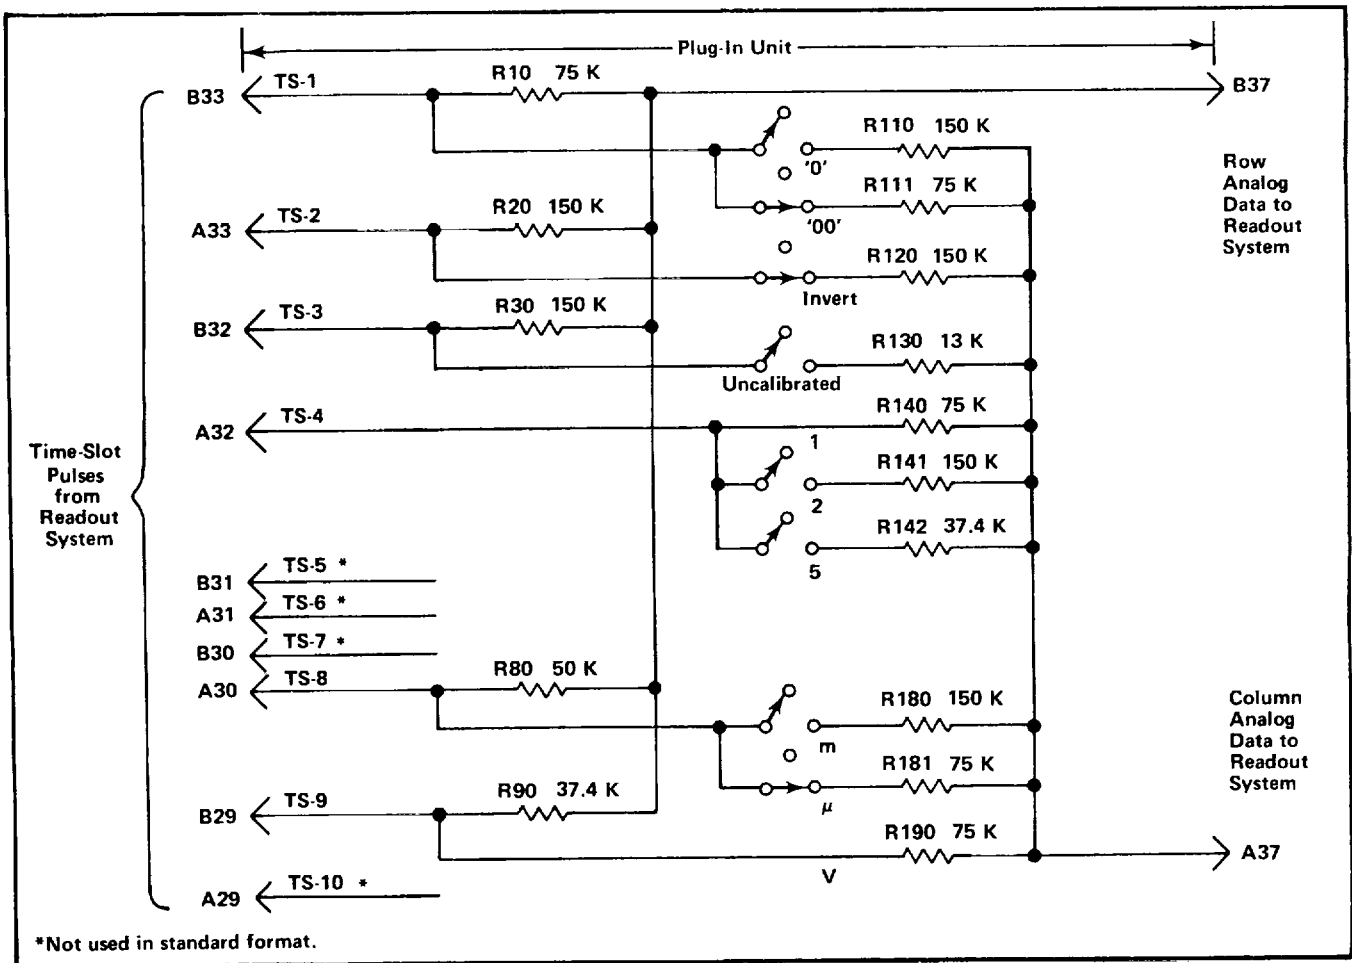 Plug-In Unit
B33 TS-1 R10 75 K B37
R110 150 K
'0'
R111 75 K
'00'
Row
Analog
Data to
Readout
System
A33 TS-2 R20 150 K
R120 150 K
Invert
B32 TS-3 R30 150 K
R130 13 K
Uncalibrated
A32 TS-4 R140 75 K
1
R141 150 K
2
R142 37.4 K
5
Time-Slot
Pulses
from
Readout
System
B31 TS-5 *
A31 TS-6 *
B30 TS-7 *
A30 TS-8 R80 50 K
R180 150 K
m
R181 75 K
μ
Column
Analog
Data to
Readout
System
B29 TS-9 R90 37.4 K
R190 75 K
V
A37
A29 TS-10 *
*Not used in standard format.